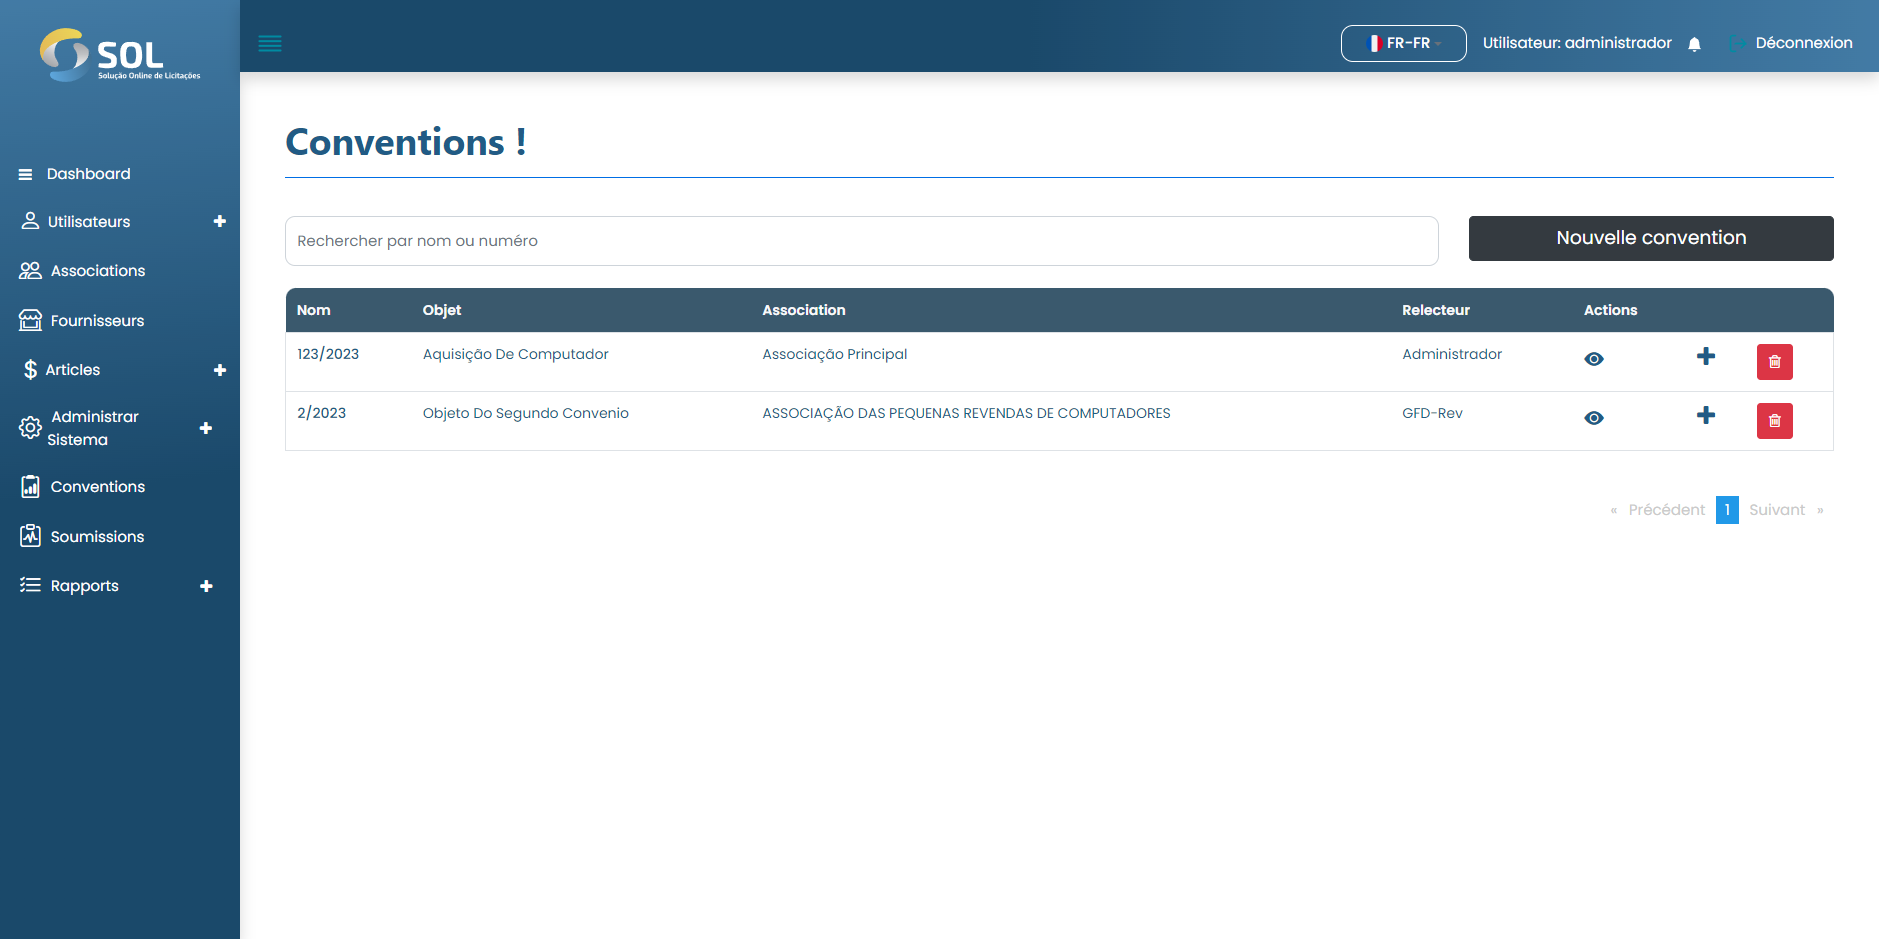 SOL
Solução Online de Licitações
FR-FR
Utilisateur: administrador
Déconnexion
Dashboard
Utilisateurs
Associations
Fournisseurs
Articles
Administrar
Sistema
Conventions
Soumissions
Rapports
Conventions !
Rechercher par nom ou numéro
Nouvelle convention
Nom Objet Association Relecteur Actions
123/2023 Aquisição De Computador Associação Principal Administrador
2/2023 Objeto Do Segundo Convenio ASSOCIAÇÃO DAS PEQUENAS REVENDAS DE COMPUTADORES GFD-Rev
« Précédent 1 Suivant »